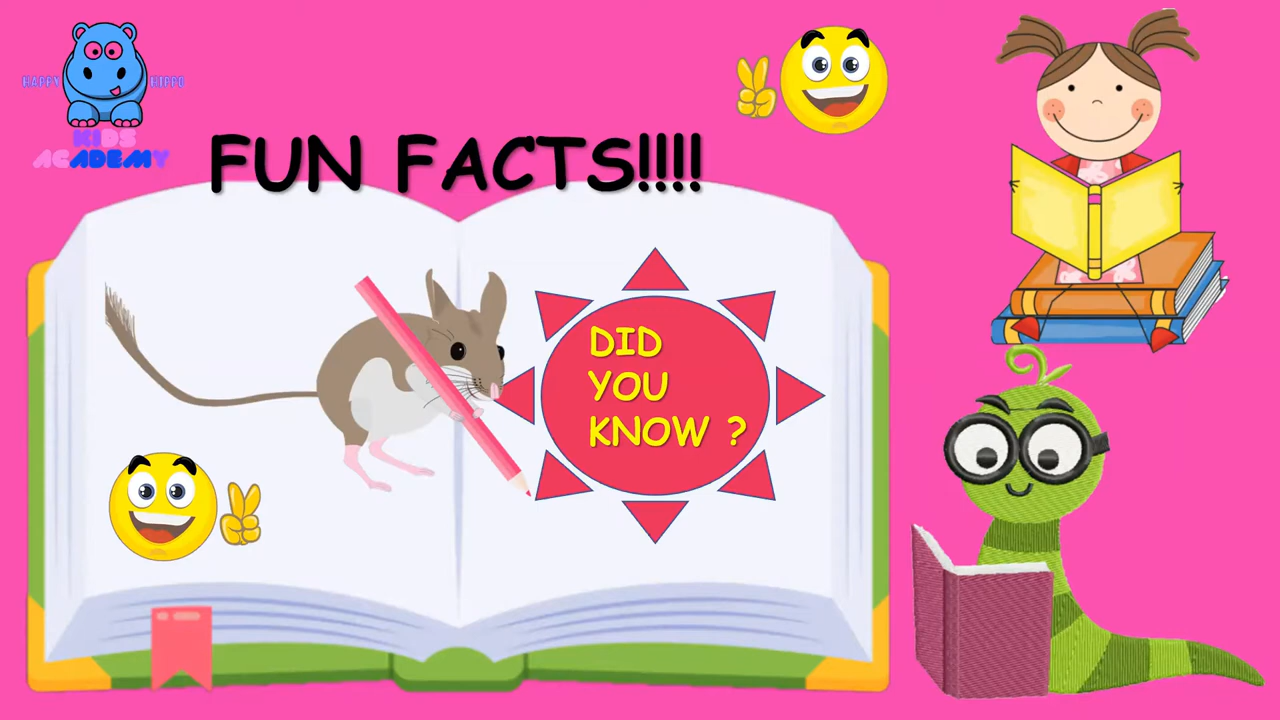 HAPPY HIPPO
KIDS
ACADEMY
FUN FACTS!!!!
DID
YOU
KNOW ?